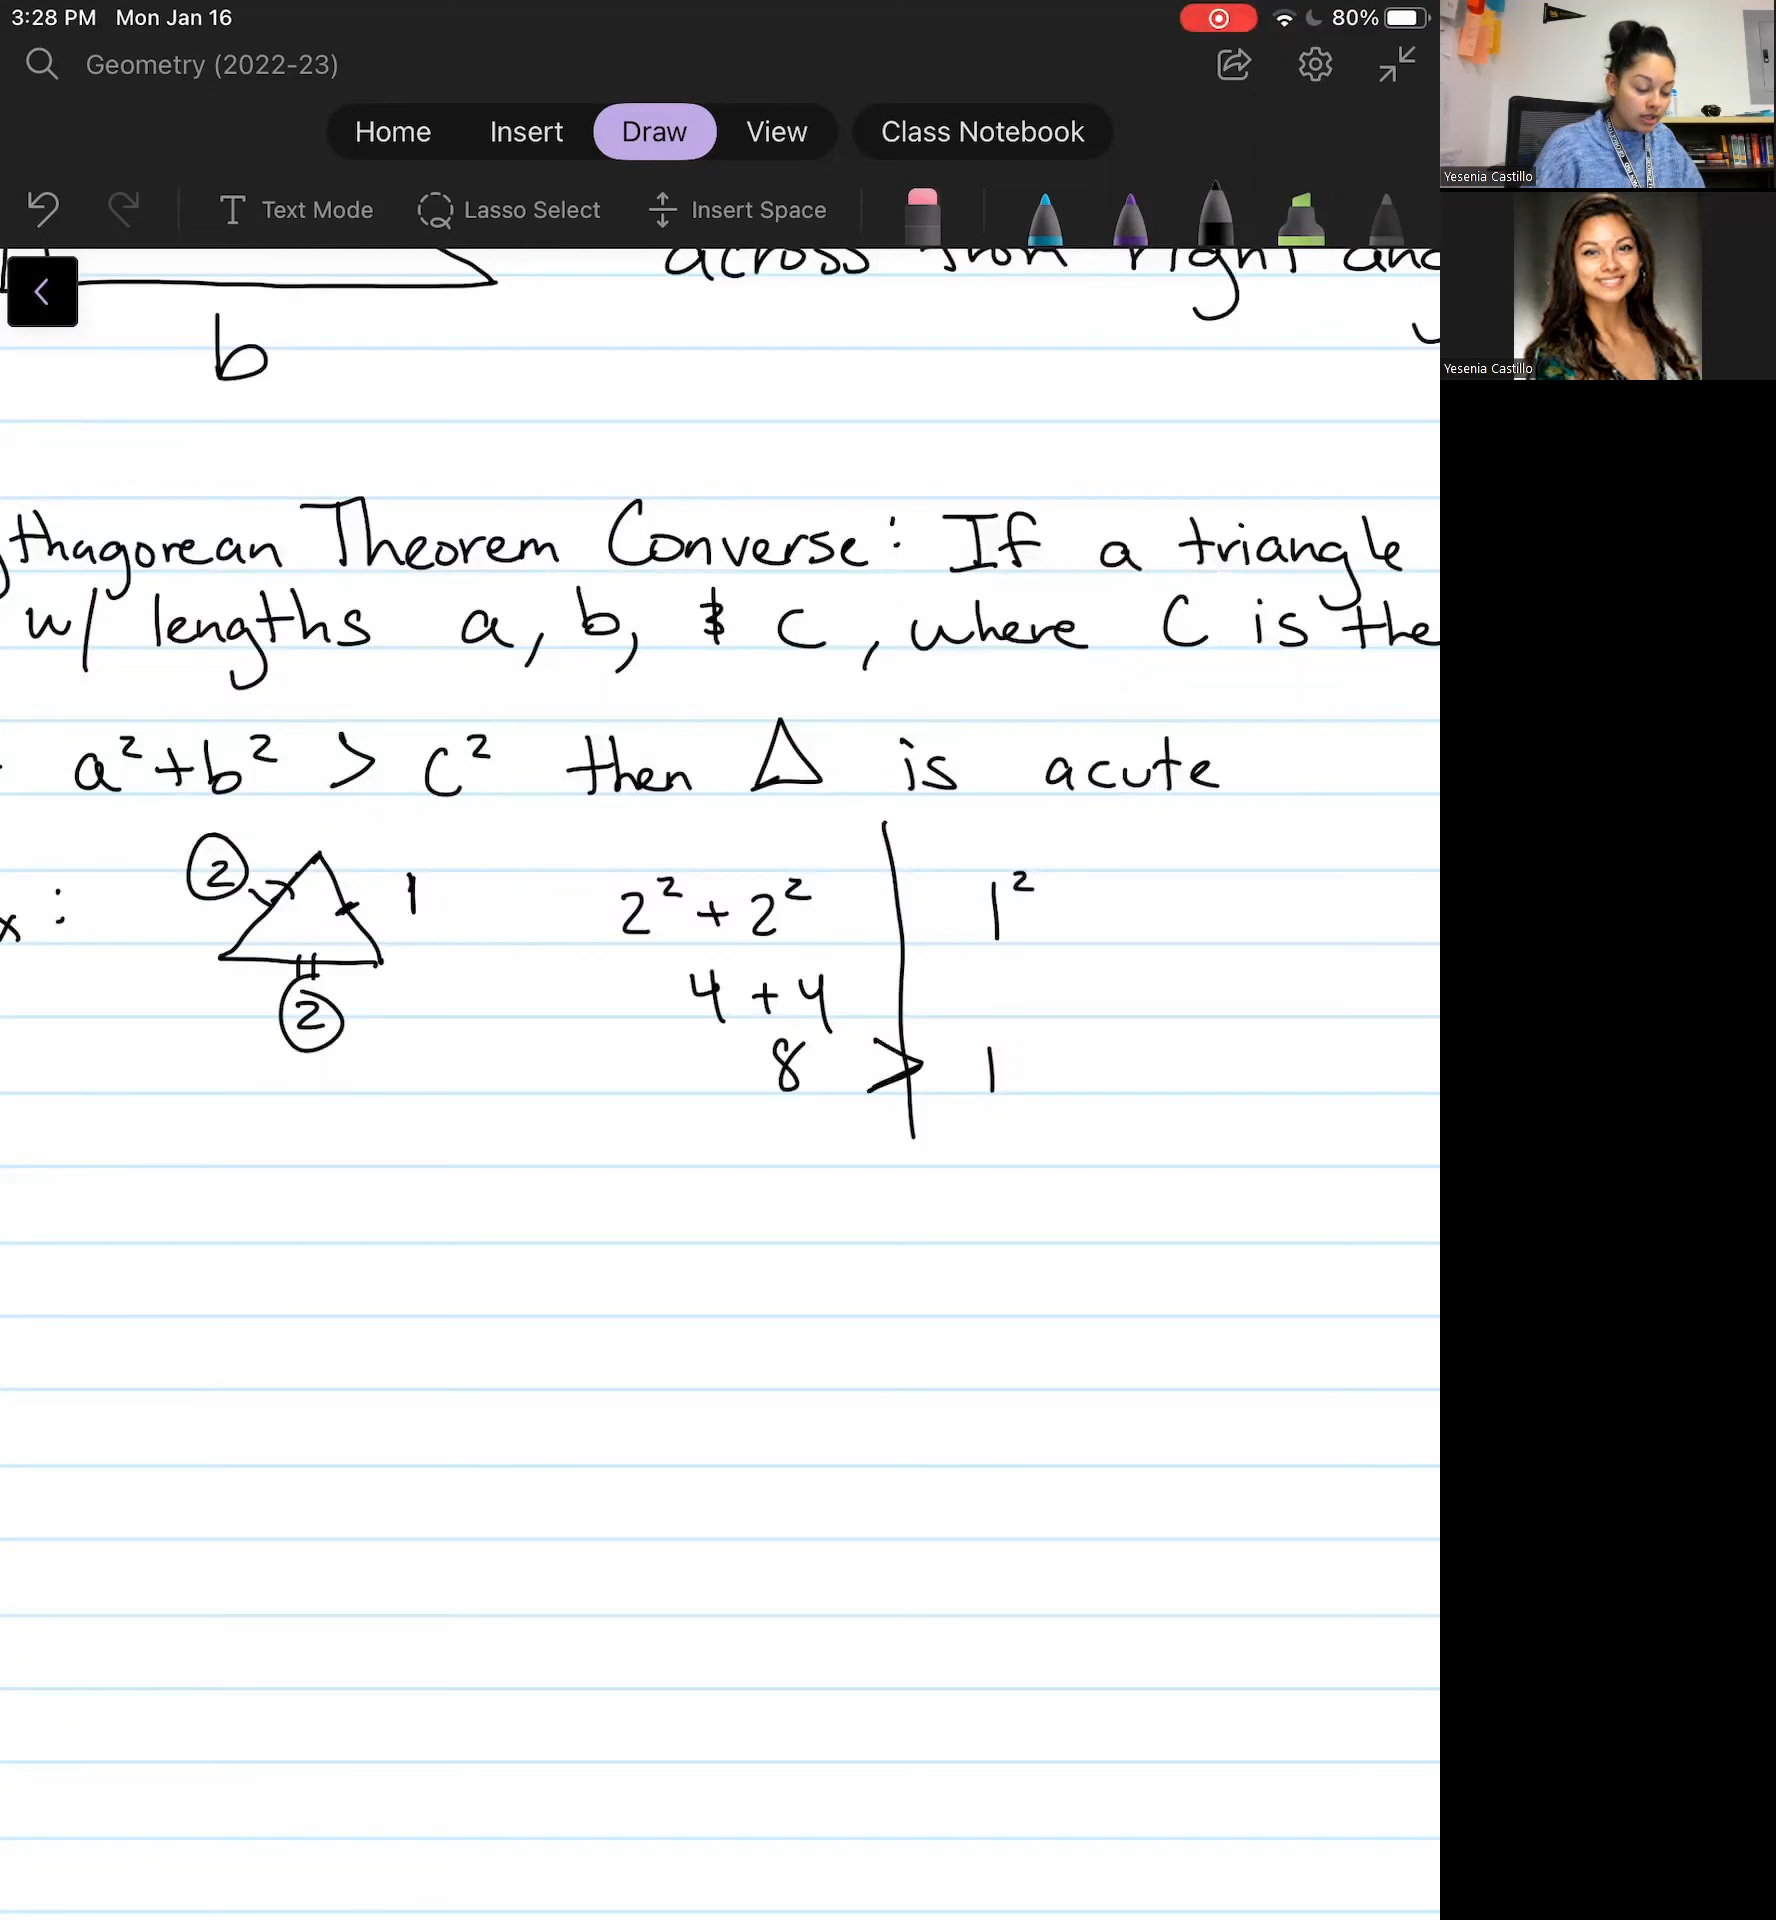 3:28 PM Mon Jan 16
80%
Geometry (2022-23)
Home Insert Draw View Class Notebook
Text Mode Lasso Select Insert Space
across from right
b
thagorean Theorem Converse: If a triangle
w/ lengths a, b, & c, where C is the
a²+b² > c² then △ is acute
x: 2 1 2² + 2² | 1²
2 4 + 4
8 > 1
Yesenia Castillo
Yesenia Castillo